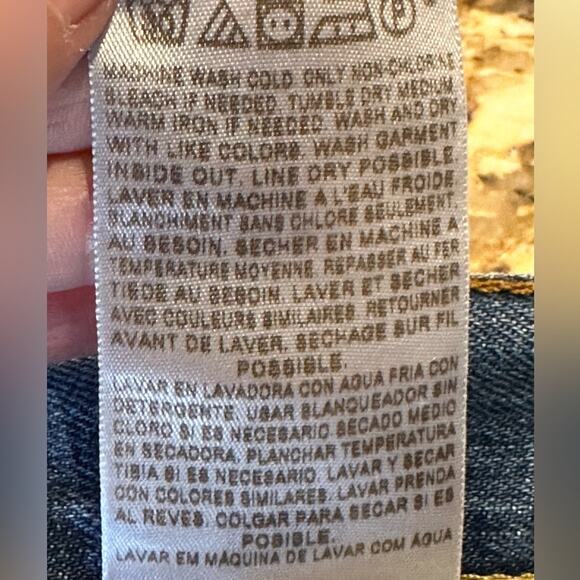 MACHINE WASH COLD. ONLY NON-CHLORINE
BLEACH IF NEEDED. TUMBLE DRY MEDIUM.
WARM IRON IF NEEDED. WASH AND DRY
WITH LIKE COLORS. WASH GARMENT
INSIDE OUT. LINE DRY POSSIBLE.
LAVER EN MACHINE A L'EAU FROIDE
BLANCHIMENT SANS CHLORE SEULEMENT
AU BESOIN. SECHER EN MACHINE A
TEMPERATURE MOYENNE. REPASSER AU FER
TIEDE AU BESOIN. LAVER ET SECHER
AVEC COULEURS SIMILAIRES. RETOURNER
AVANT DE LAVER. SECHAGE SUR FIL
POSSIBLE.
LAVAR EN LAVADORA CON AGUA FRIA CON
DETERGENTE. USAR BLANQUEADOR SIN
CLORO SI ES NECESARIO. SECADO MEDIO
EN SECADORA. PLANCHAR TEMPERATURA
TIBIA SI ES NECESARIO. LAVAR Y SECAR
CON COLORES SIMILARES. LAVAR PRENDA
AL REVES. COLGAR PARA SECAR SI ES
POSIBLE.
LAVAR EM MÁQUINA DE LAVAR COM ÁGUA